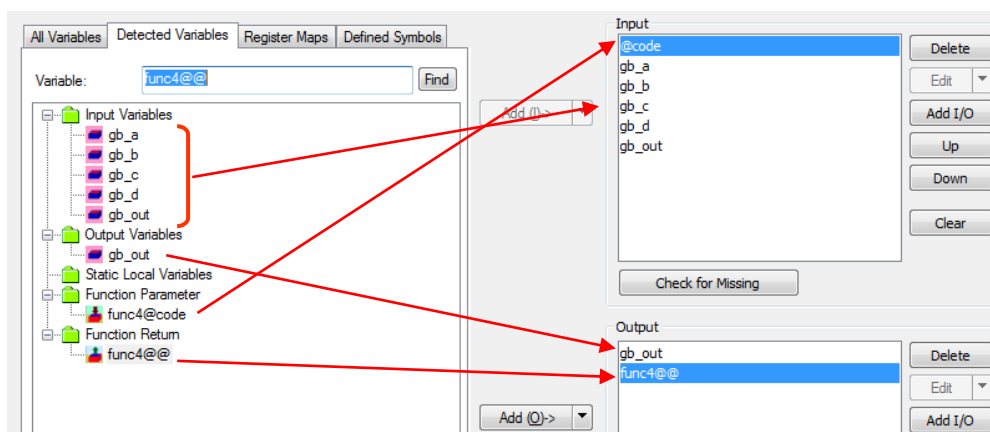 All Variables Detected Variables Register Maps Defined Symbols
Variable: func4@@ Find
Input Variables
gb_a
gb_b
gb_c
gb_d
gb_out
Output Variables
gb_out
Static Local Variables
Function Parameter
func4@code
Function Return
func4@@
Add (I)->
Add (O)->
Input
@code
gb_a
gb_b
gb_c
gb_d
gb_out
Delete
Edit
Add I/O
Up
Down
Clear
Check for Missing
Output
gb_out
func4@@
Delete
Edit
Add I/O